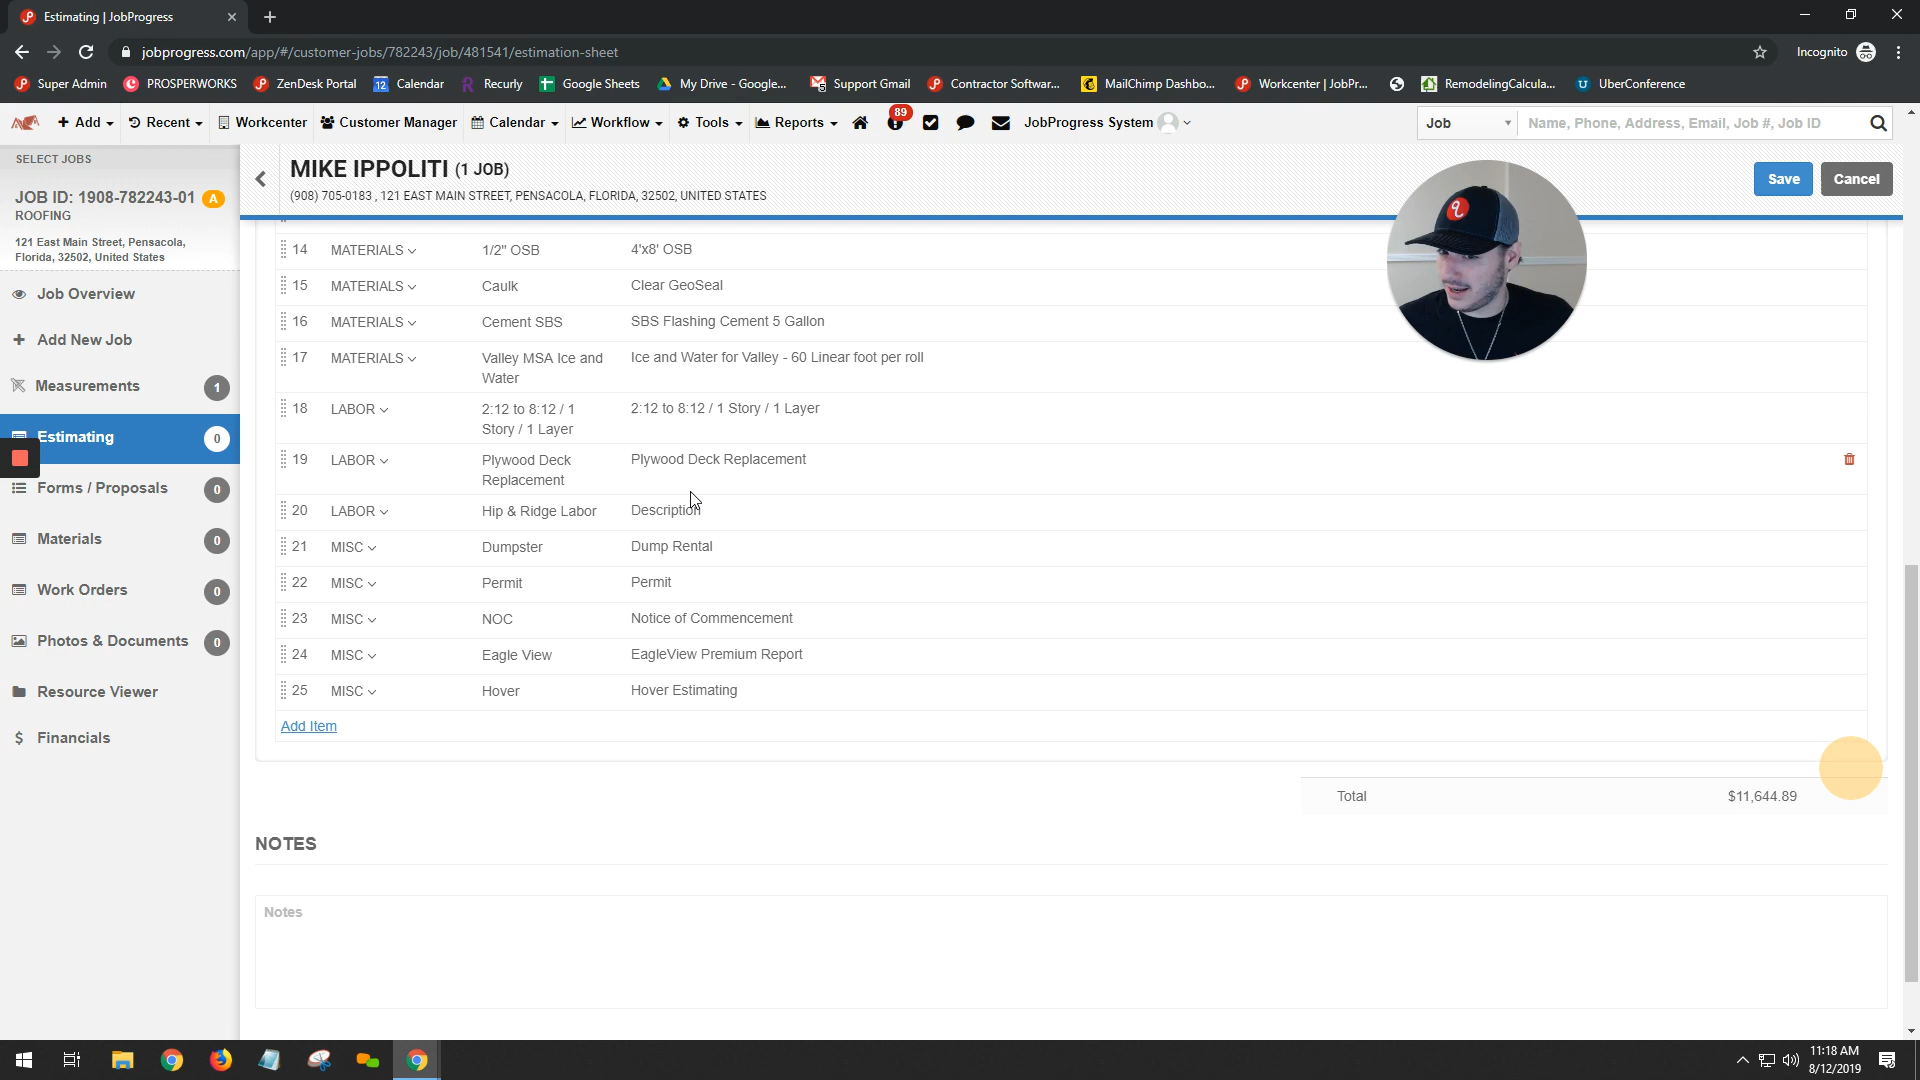 Estimating | JobProgress
jobprogress.com/app/#/customer-jobs/782243/job/481541/estimation-sheet
Incognito
Super Admin
PROSPERWORKS
ZenDesk Portal
12
Calendar
Recurly
Google Sheets
My Drive - Google...
Support Gmail
Contractor Softwar...
MailChimp Dashbo...
Workcenter | JobPr...
RemodelingCalcula...
U
UberConference
+ Add
Recent
Workcenter
Customer Manager
Calendar
Workflow
Tools
Reports
89
JobProgress System
Job
Name, Phone, Address, Email, Job #, Job ID
SELECT JOBS
JOB ID: 1908-782243-01 A
ROOFING
121 East Main Street, Pensacola,
Florida, 32502, United States
Job Overview
Add New Job
Measurements 1
Estimating 0
Forms / Proposals 0
Materials 0
Work Orders 0
Photos & Documents 0
Resource Viewer
$ Financials
MIKE IPPOLITI (1 JOB)
(908) 705-0183 , 121 EAST MAIN STREET, PENSACOLA, FLORIDA, 32502, UNITED STATES
Save
Cancel
14 MATERIALS 1/2" OSB 4'x8' OSB
15 MATERIALS Caulk Clear GeoSeal
16 MATERIALS Cement SBS SBS Flashing Cement 5 Gallon
17 MATERIALS Valley MSA Ice and Ice and Water for Valley - 60 Linear foot per roll
Water
18 LABOR 2:12 to 8:12 / 1 2:12 to 8:12 / 1 Story / 1 Layer
Story / 1 Layer
19 LABOR Plywood Deck Plywood Deck Replacement
Replacement
20 LABOR Hip & Ridge Labor Description
21 MISC Dumpster Dump Rental
22 MISC Permit Permit
23 MISC NOC Notice of Commencement
24 MISC Eagle View EagleView Premium Report
25 MISC Hover Hover Estimating
Add Item
Total $11,644.89
NOTES
Notes
11:18 AM
8/12/2019